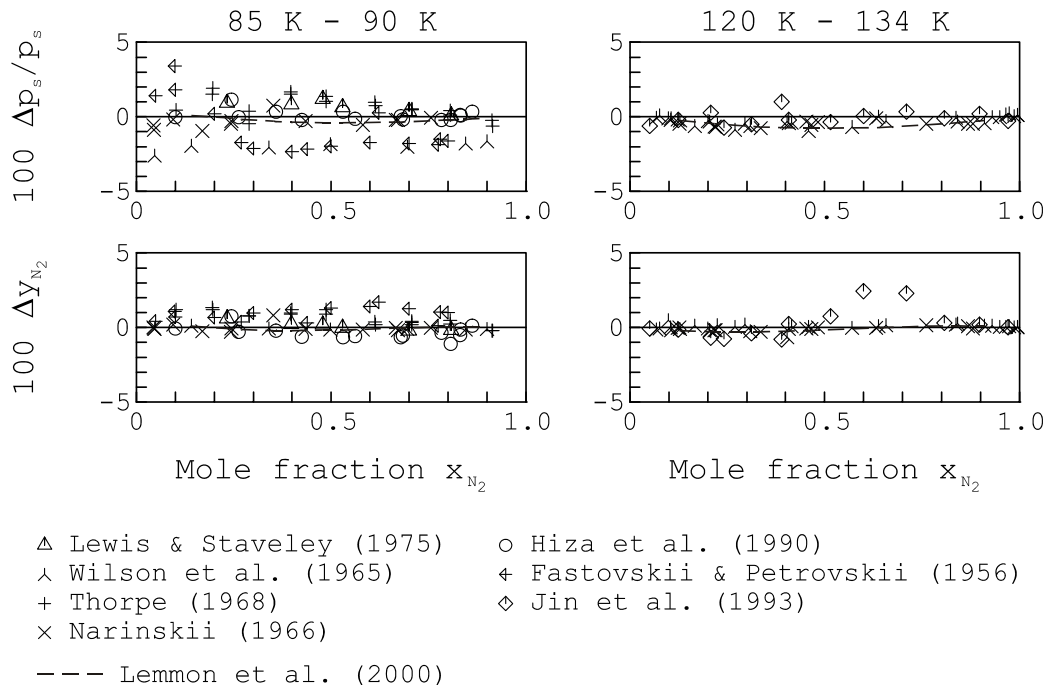 85 K – 90 K
120 K – 134 K
100 Δpₛ/pₛ
5
0
−5
0
0.5
1.0
5
0
−5
0
0.5
1.0
100 Δy_N₂
5
0
−5
0
0.5
1.0
5
0
−5
0
0.5
1.0
Mole fraction x_N₂
Mole fraction x_N₂
Lewis & Staveley (1975)
Hiza et al. (1990)
Wilson et al. (1965)
Fastovskii & Petrovskii (1956)
Thorpe (1968)
Jin et al. (1993)
Narinskii (1966)
Lemmon et al. (2000)